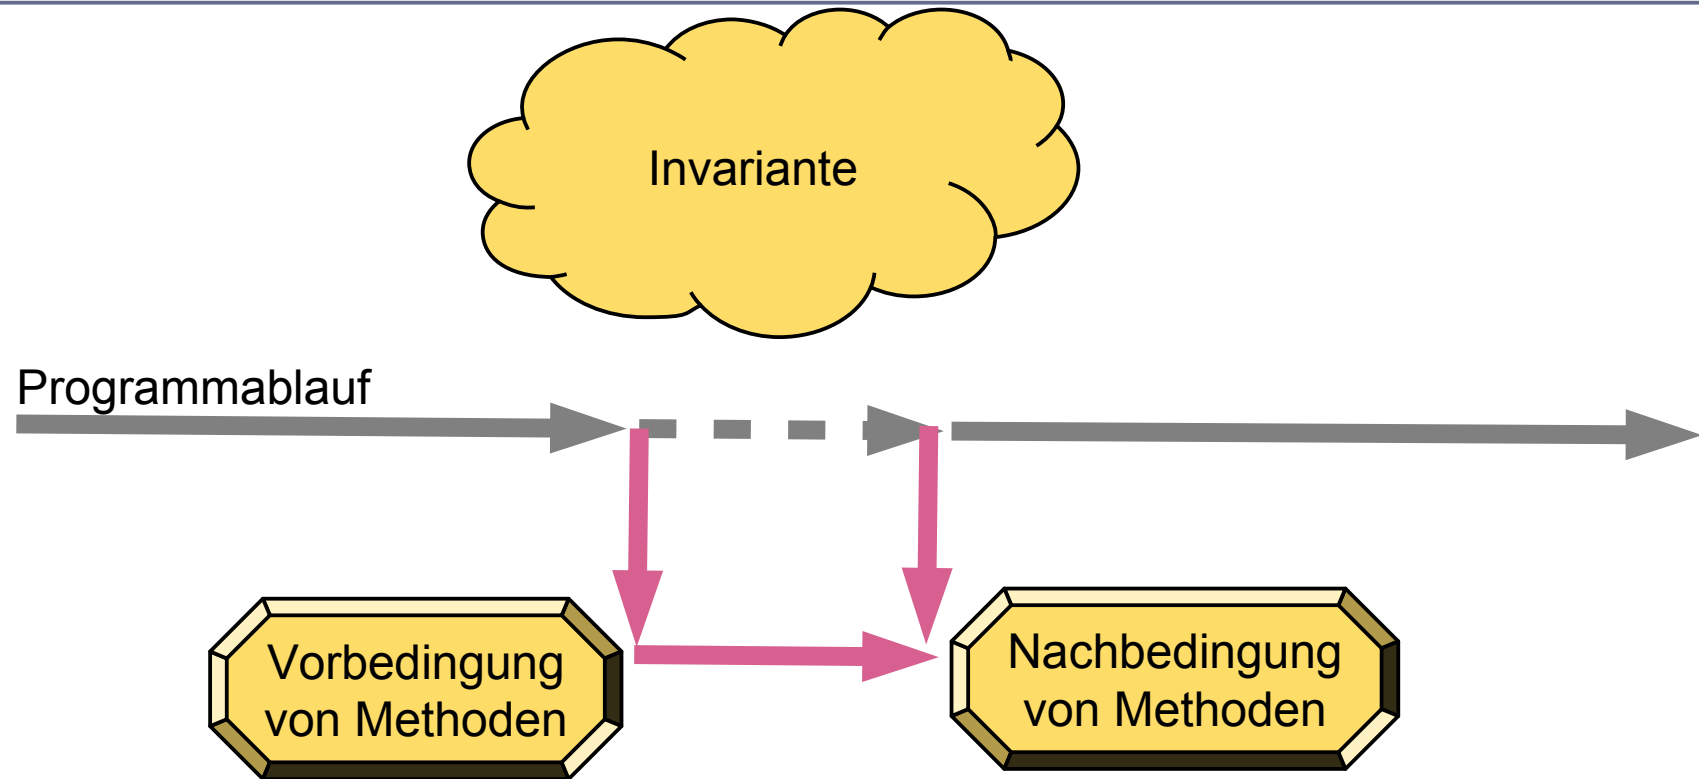 Invariante
Programmablauf
Vorbedingung
von Methoden
Nachbedingung
von Methoden